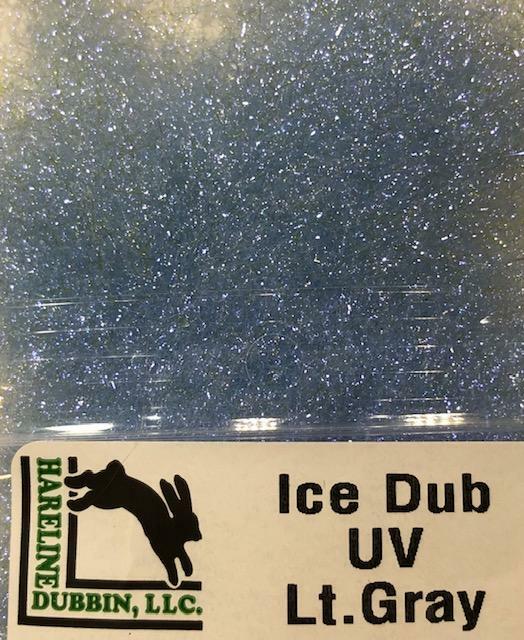 HARELINE
DUBBIN, LLC.
Ice Dub
UV
Lt.Gray